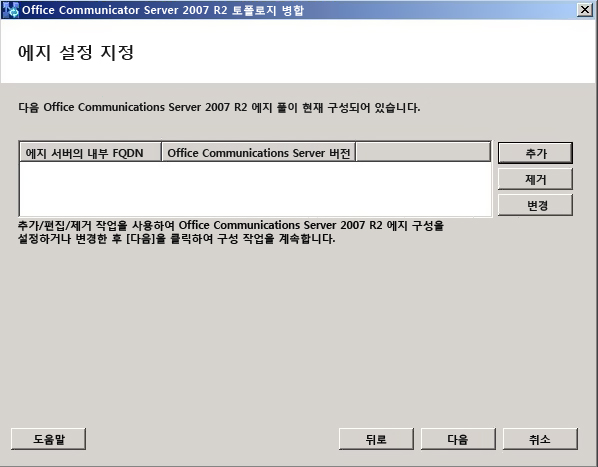 Office Communicator Server 2007 R2 토폴로지 병합
에지 설정 지정
다음 Office Communications Server 2007 R2 에지 풀이 현재 구성되어 있습니다.
에지 서버의 내부 FQDN Office Communications Server 버전
추가
제거
변경
추가/편집/제거 작업을 사용하여 Office Communications Server 2007 R2 에지 구성을
설정하거나 변경한 후 [다음]을 클릭하여 구성 작업을 계속합니다.
도움말 뒤로 다음 취소